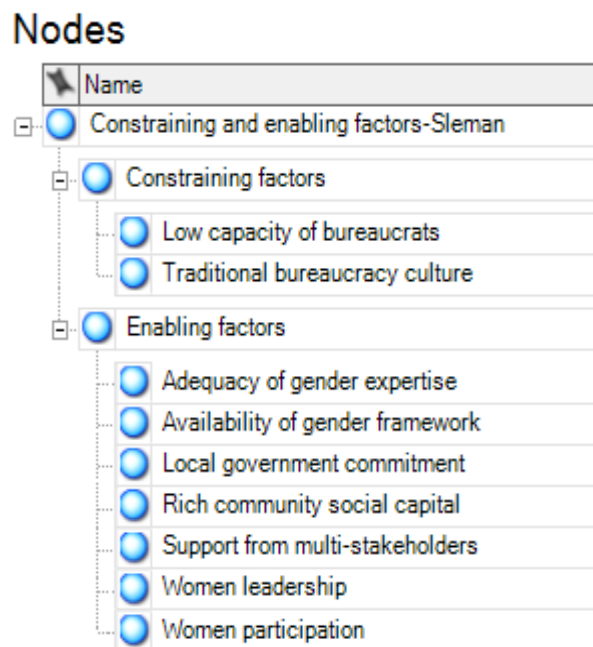 Nodes
Name
Constraining and enabling factors-Sleman
Constraining factors
Low capacity of bureaucrats
Traditional bureaucracy culture
Enabling factors
Adequacy of gender expertise
Availability of gender framework
Local government commitment
Rich community social capital
Support from multi-stakeholders
Women leadership
Women participation